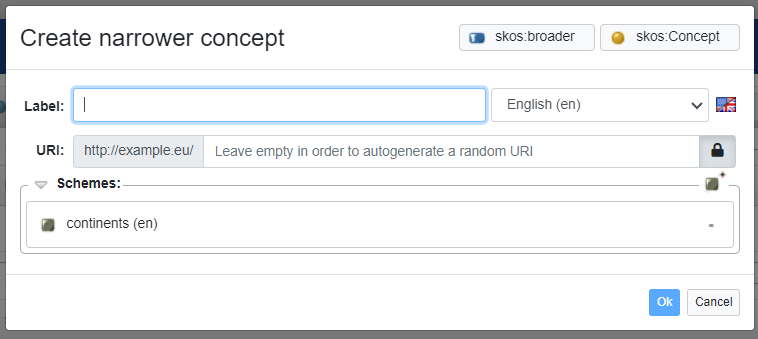 Create narrower concept skos:broader skos:Concept
Label: English (en)
URI: http://example.eu/ Leave empty in order to autogenerate a random URI
Schemes:
continents (en) -
Ok Cancel